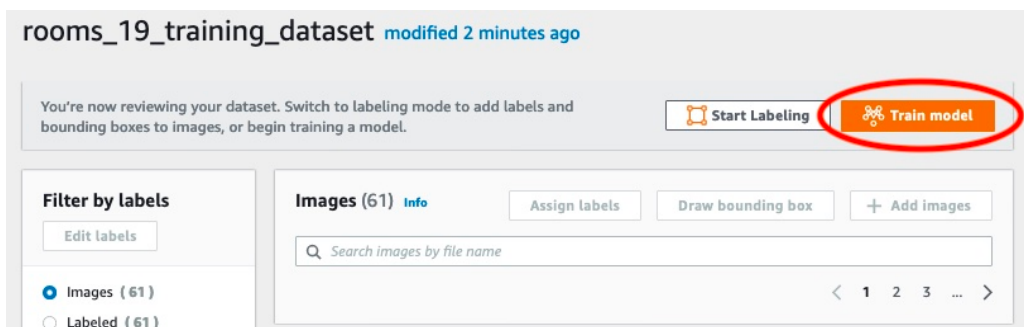 rooms_19_training_dataset modified 2 minutes ago
You're now reviewing your dataset. Switch to labeling mode to add labels and
bounding boxes to images, or begin training a model.
Start Labeling
Train model
Filter by labels
Edit labels
Images (61)
Labeled (61)
Images (61) Info
Assign labels
Draw bounding box
+ Add images
Search images by file name
< 1 2 3 ... >